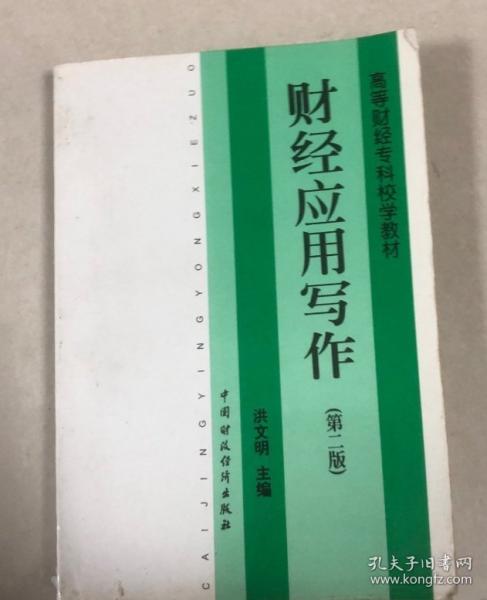 高等财经专科校学教材
财经应用写作
(第二版)
洪文明 主编
中国财政经济出版社
CAIJINGYINGYONGXIEZUO
孔夫子旧书网
www.kongfz.com